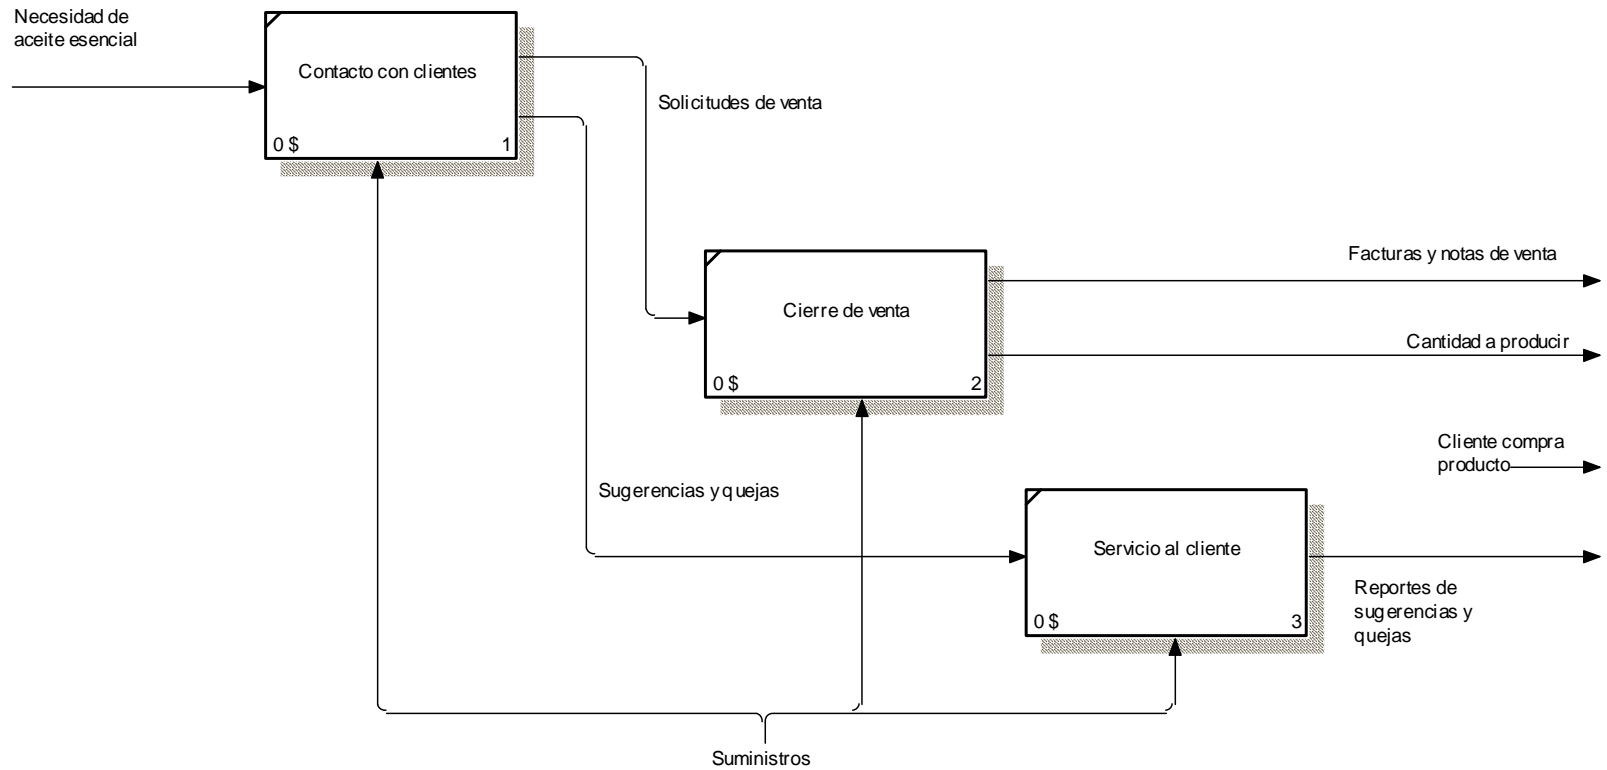 Necesidad de
aceite esencial
Contacto con clientes
0 $
1
Solicitudes de venta
Facturas y notas de venta
Cierre de venta
Cantidad a producir
0 $
2
Cliente compra
producto
Sugerencias y quejas
Servicio al cliente
Reportes de
sugerencias y
quejas
0 $
3
Suministros